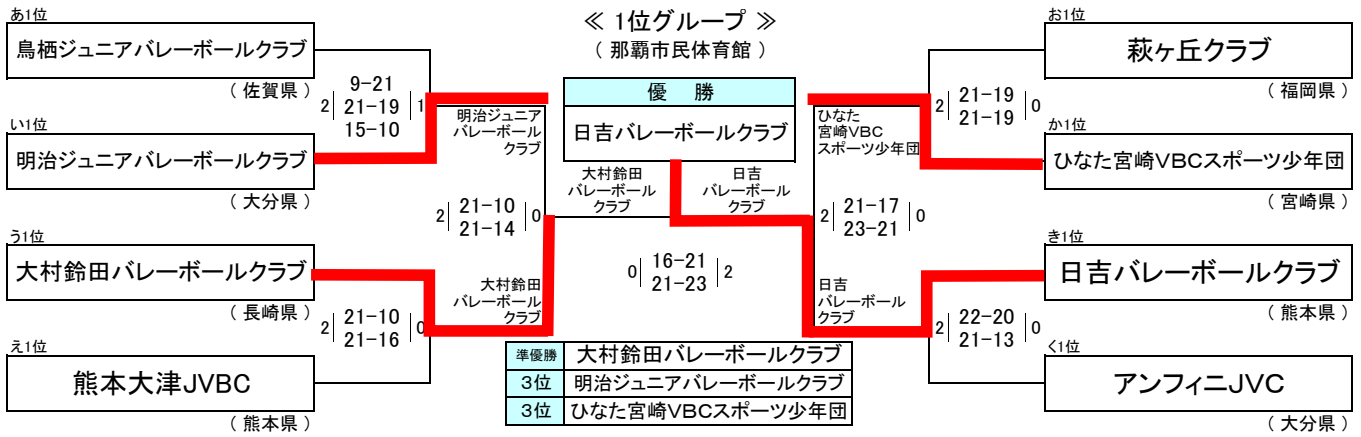 ≪ 1位グループ ≫
（ 那覇市民体育館 ）
あ1位
鳥栖ジュニアバレーボールクラブ
（ 佐賀県 ）
2
9−21
21−19
15−10
1
い1位
明治ジュニアバレーボールクラブ
（ 大分県 ）
明治ジュニア
バレーボール
クラブ
2
21−10
21−14
0
う1位
大村鈴田バレーボールクラブ
（ 長崎県 ）
2
21−10
21−16
0
え1位
熊本大津JVBC
（ 熊本県 ）
大村鈴田
バレーボール
クラブ
優 勝
日吉バレーボールクラブ
大村鈴田
バレーボール
クラブ
日吉
バレーボール
クラブ
0
16−21
21−23
2
準優勝 大村鈴田バレーボールクラブ
3位 明治ジュニアバレーボールクラブ
3位 ひなた宮崎VBCスポーツ少年団
ひなた
宮崎VBC
スポーツ少年団
2
21−17
23−21
0
日吉
バレーボール
クラブ
お1位
萩ヶ丘クラブ
（ 福岡県 ）
2
21−19
21−19
0
か1位
ひなた宮崎VBCスポーツ少年団
（ 宮崎県 ）
き1位
日吉バレーボールクラブ
（ 熊本県 ）
2
22−20
21−13
0
く1位
アンフィニJVC
（ 大分県 ）